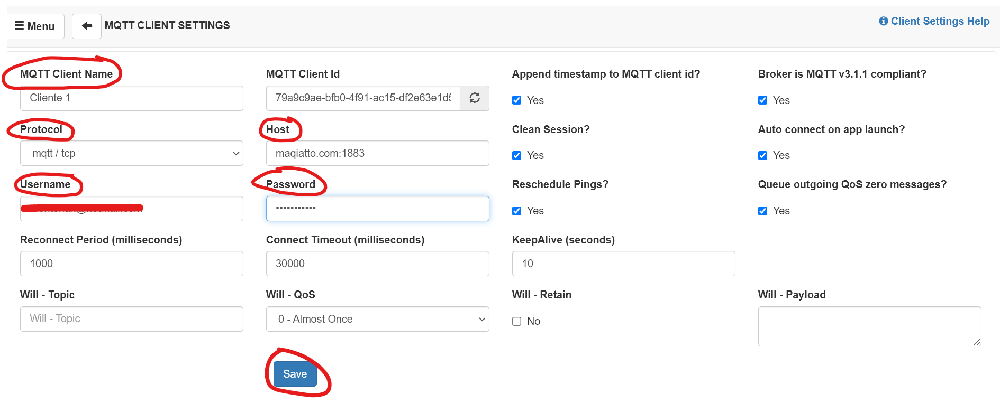 Menu
MQTT CLIENT SETTINGS
Client Settings Help
MQTT Client Name
MQTT Client Id
Append timestamp to MQTT client id?
Broker is MQTT v3.1.1 compliant?
Cliente 1
79a9c9ae-bfb0-4f91-ac15-df2e63e1d5
Yes
Yes
Protocol
Host
Clean Session?
Auto connect on app launch?
mqtt / tcp
maqiatto.com:1883
Yes
Yes
Username
Password
Reschedule Pings?
Queue outgoing QoS zero messages?
•••••••••••
Yes
Yes
Reconnect Period (milliseconds)
Connect Timeout (milliseconds)
KeepAlive (seconds)
1000
30000
10
Will - Topic
Will - QoS
Will - Retain
Will - Payload
Will - Topic
0 - Almost Once
No
Save